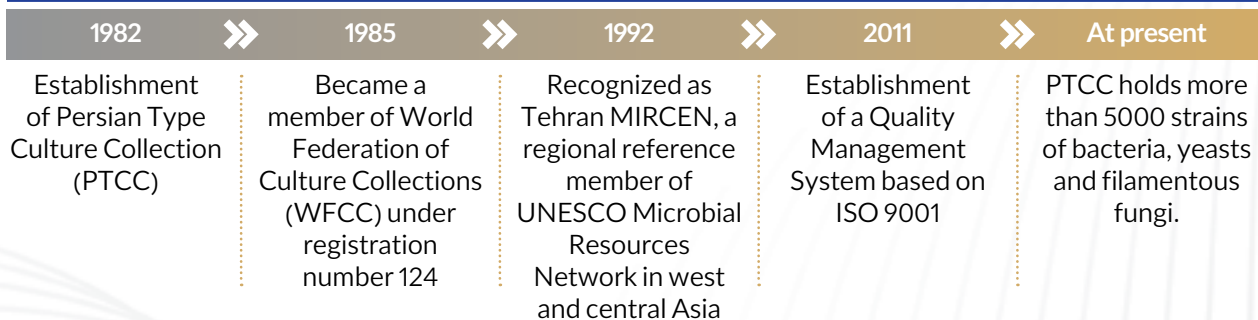 1982
1985
1992
2011
At present
Establishment
of Persian Type
Culture Collection
(PTCC)
Became a
member of World
Federation of
Culture Collections
(WFCC) under
registration
number 124
Recognized as
Tehran MIRCEN, a
regional reference
member of
UNESCO Microbial
Resources
Network in west
and central Asia
Establishment
of a Quality
Management
System based on
ISO 9001
PTCC holds more
than 5000 strains
of bacteria, yeasts
and filamentous
fungi.